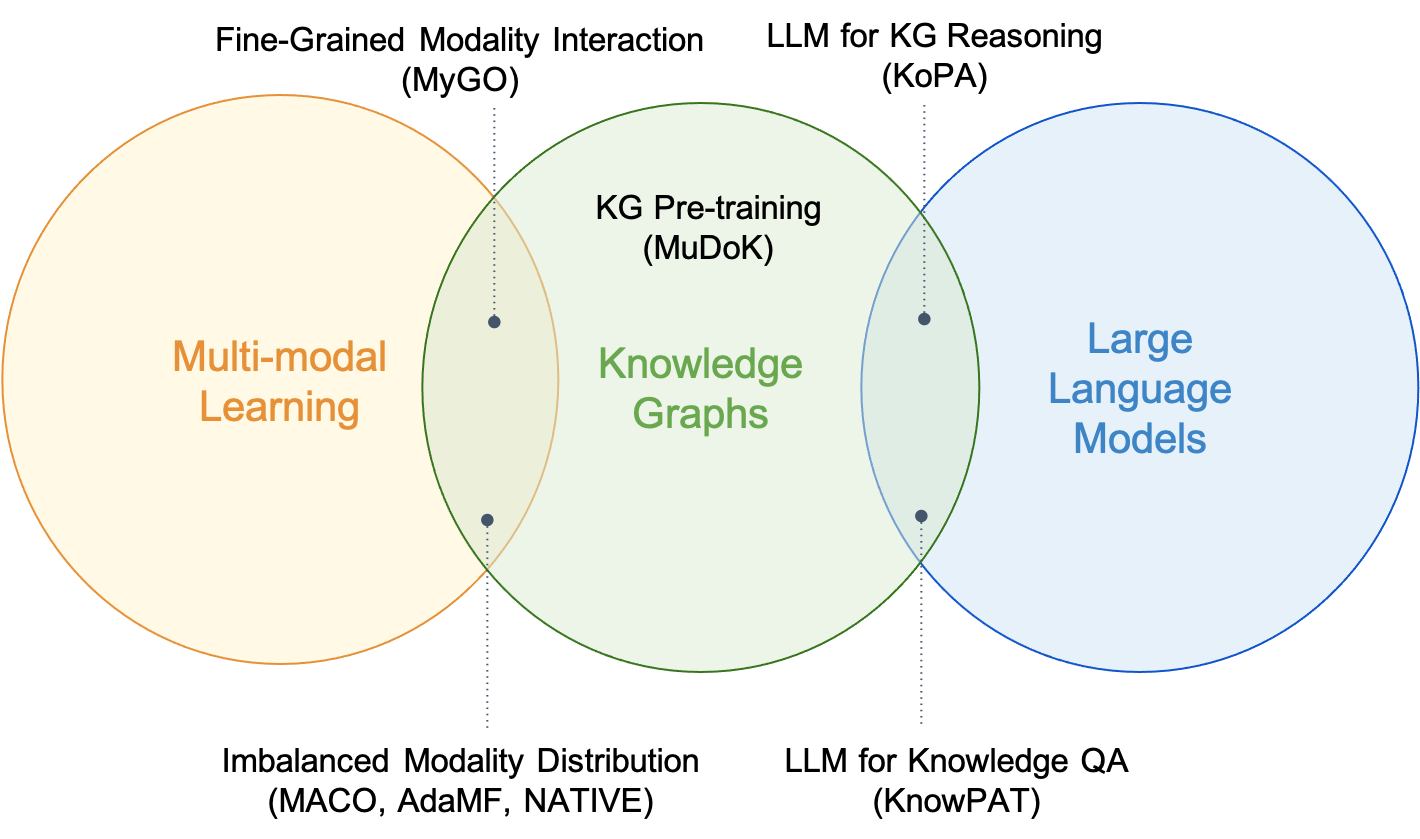 Fine-Grained Modality Interaction
(MyGO)
LLM for KG Reasoning
(KoPA)
KG Pre-training
(MuDoK)
Multi-modal
Learning
Knowledge
Graphs
Large
Language
Models
Imbalanced Modality Distribution
(MACO, AdaMF, NATIVE)
LLM for Knowledge QA
(KnowPAT)